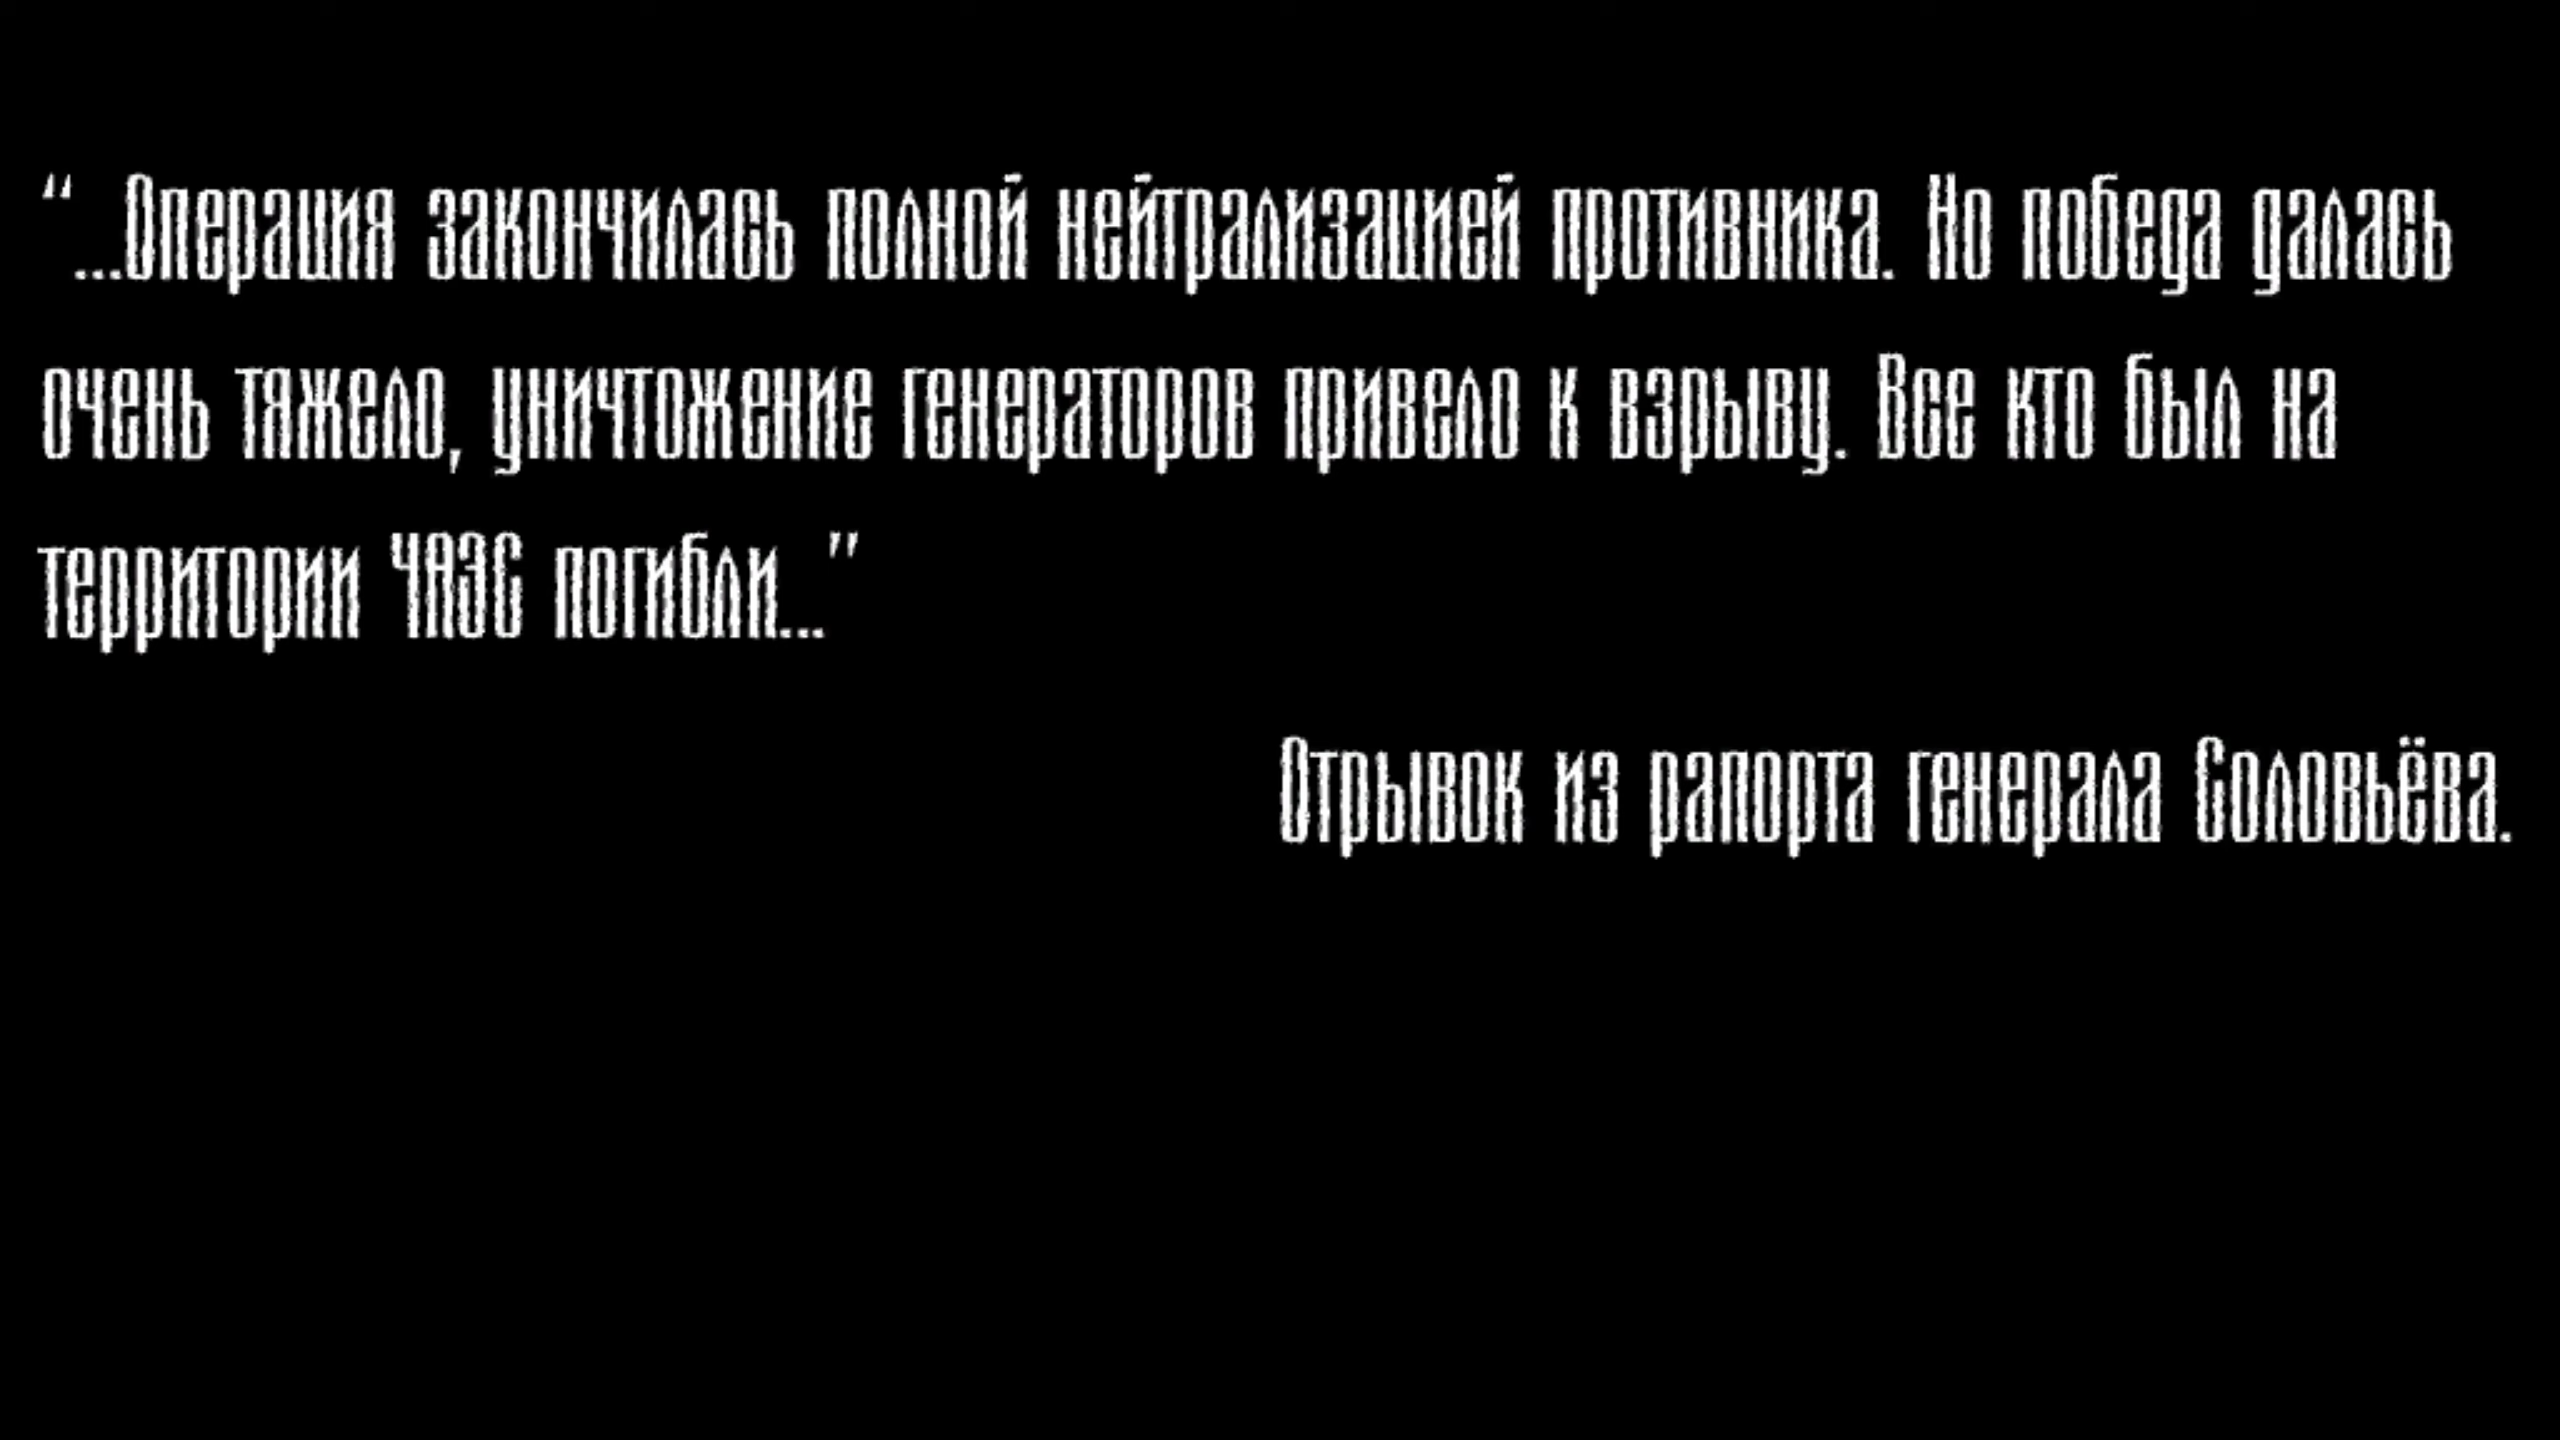 “...Операция закончилась полной нейтрализацией противника. Но победа далась
очень тяжело, уничтожение генераторов привело к взрыву. Все кто был на
территории ЧАЭС погибли...”
Отрывок из рапорта генерала Соловьёва.